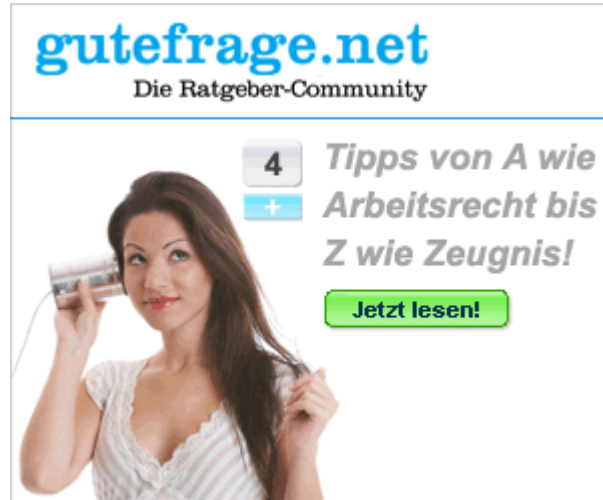 gutefrage.net
Die Ratgeber-Community
4
+
Tipps von A wie
Arbeitsrecht bis
Z wie Zeugnis!
Jetzt lesen!